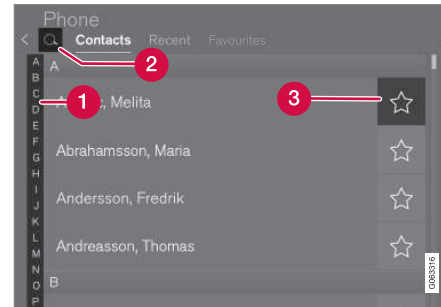 Phone
Contacts Recent Favourites
A
B
C
D
E
F
G
H
I
J
K
L
M
N
O
P
A
Melita
Abrahamsson, Maria
Andersson, Fredrik
Andreasson, Thomas
B
1
2
3
G063316